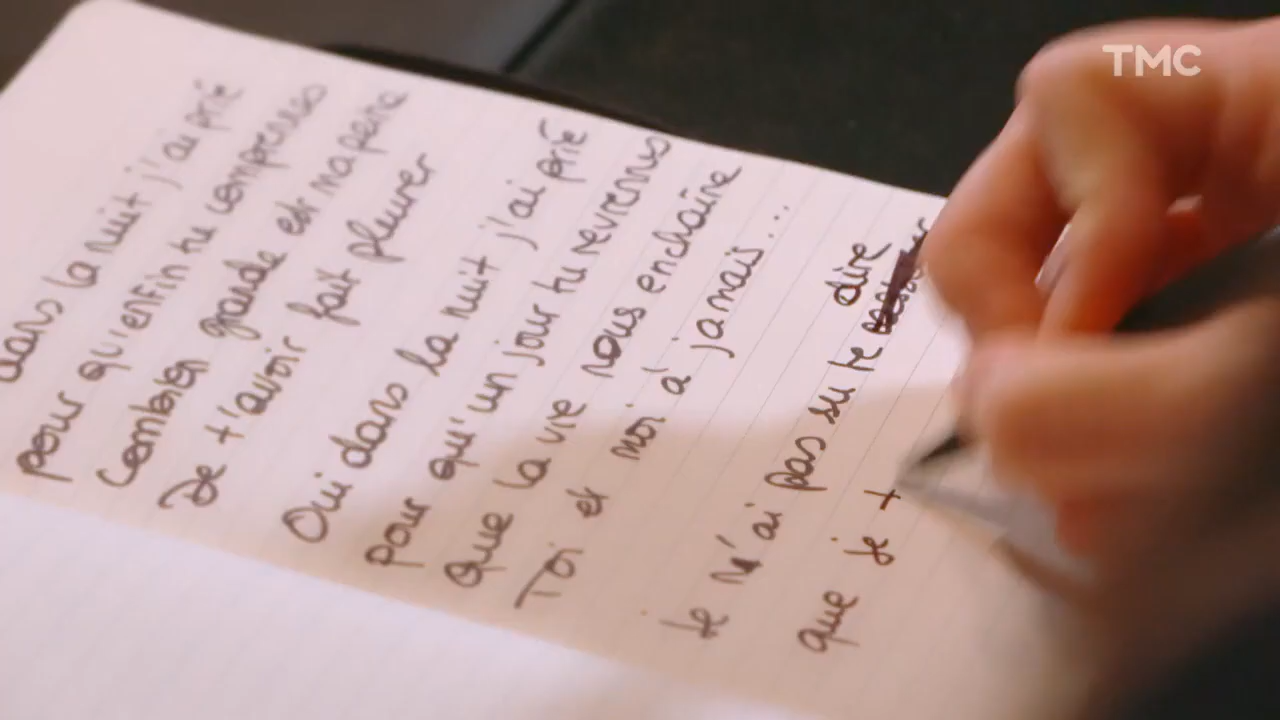 TMC
dans la nuit j'ai prié
pour qu'enfin tu comprennes
Combien grande est ma peine
De t'avoir fait pleurer
Oui dans la nuit j'ai prié
pour qu'un jour tu reviennes
Que la vie nous enchaîne
Toi et moi à jamais...
dire
Je n'ai pas su te
que je t